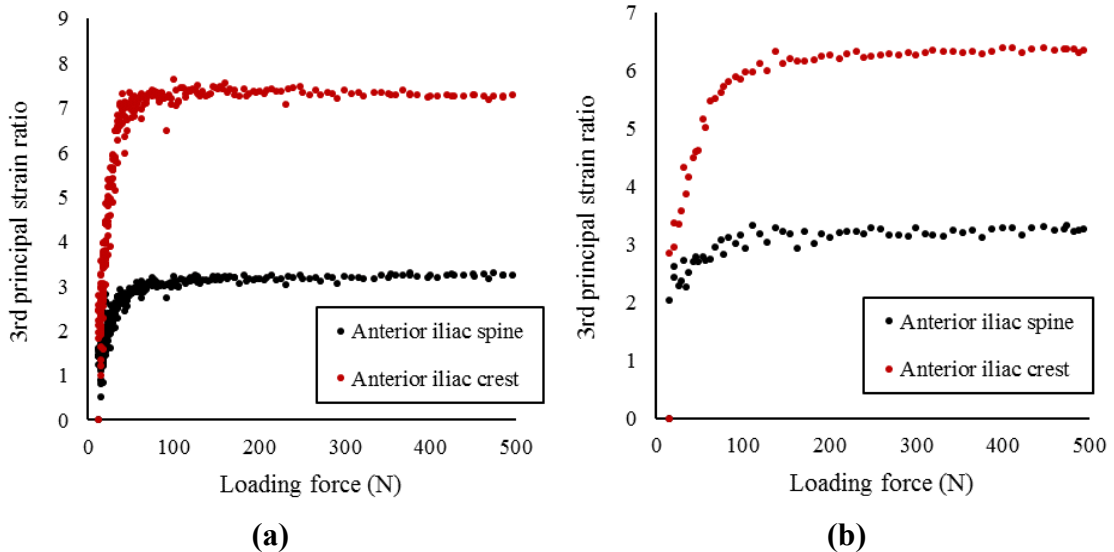 9
8
7
6
5
4
3
2
1
0
3rd principal strain ratio
Anterior iliac spine
Anterior iliac crest
0 100 200 300 400 500
Loading force (N)
(a)
7
6
5
4
3
2
1
0
3rd principal strain ratio
Anterior iliac spine
Anterior iliac crest
0 100 200 300 400 500
Loading force (N)
(b)